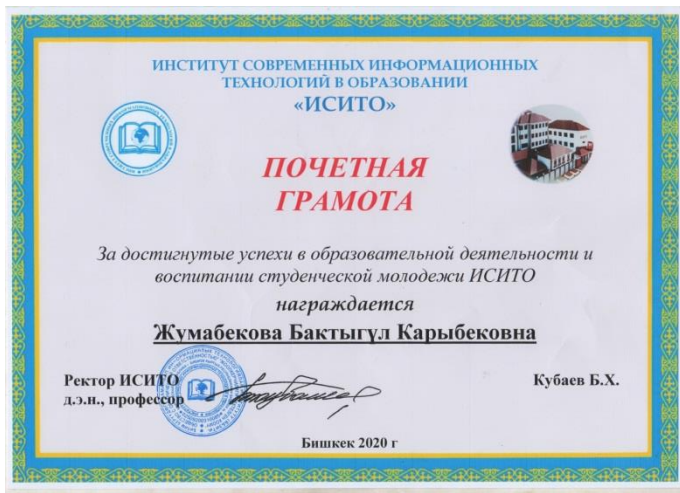 ИНСТИТУТ СОВРЕМЕННЫХ ИНФОРМАЦИОННЫХ
ТЕХНОЛОГИЙ В ОБРАЗОВАНИИ
«ИСИТО»
ПОЧЕТНАЯ
ГРАМОТА
За достигнутые успехи в образовательной деятельности и
воспитании студенческой молодежи ИСИТО
награждается
Жумабекова Бактыгүл Карыбековна
Ректор ИСИТО
д.э.н., профессор
Кубаев Б.Х.
Бишкек 2020 г